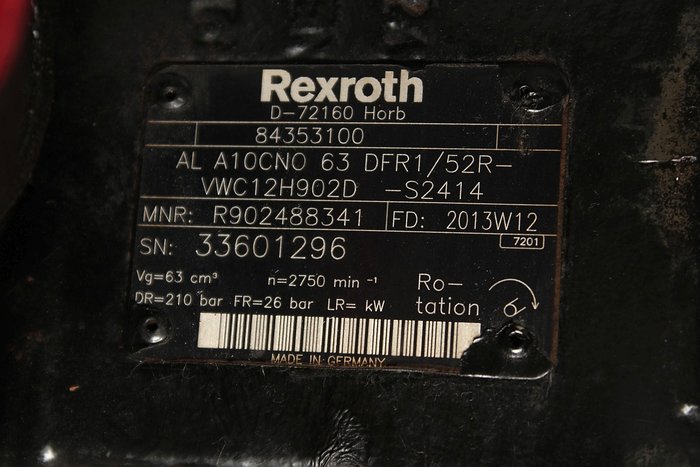 Rexroth
D-72160 Horb
84353100
AL A10CNO 63 DFR1/52R-
VWC12H902D -S2414
MNR: R902488341 FD: 2013W12
SN: 33601296 7201
Vg=63 cm³ n=2750 min ⁻¹ Ro-
DR=210 bar FR=26 bar LR= kW tation
MADE IN GERMANY